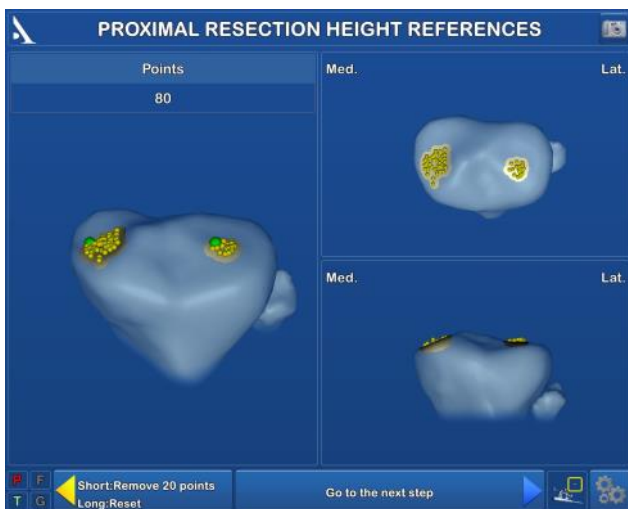 PROXIMAL RESECTION HEIGHT REFERENCES
Points
80
Med.
Lat.
Med.
Lat.
P F
T G
Short:Remove 20 points
Long:Reset
Go to the next step